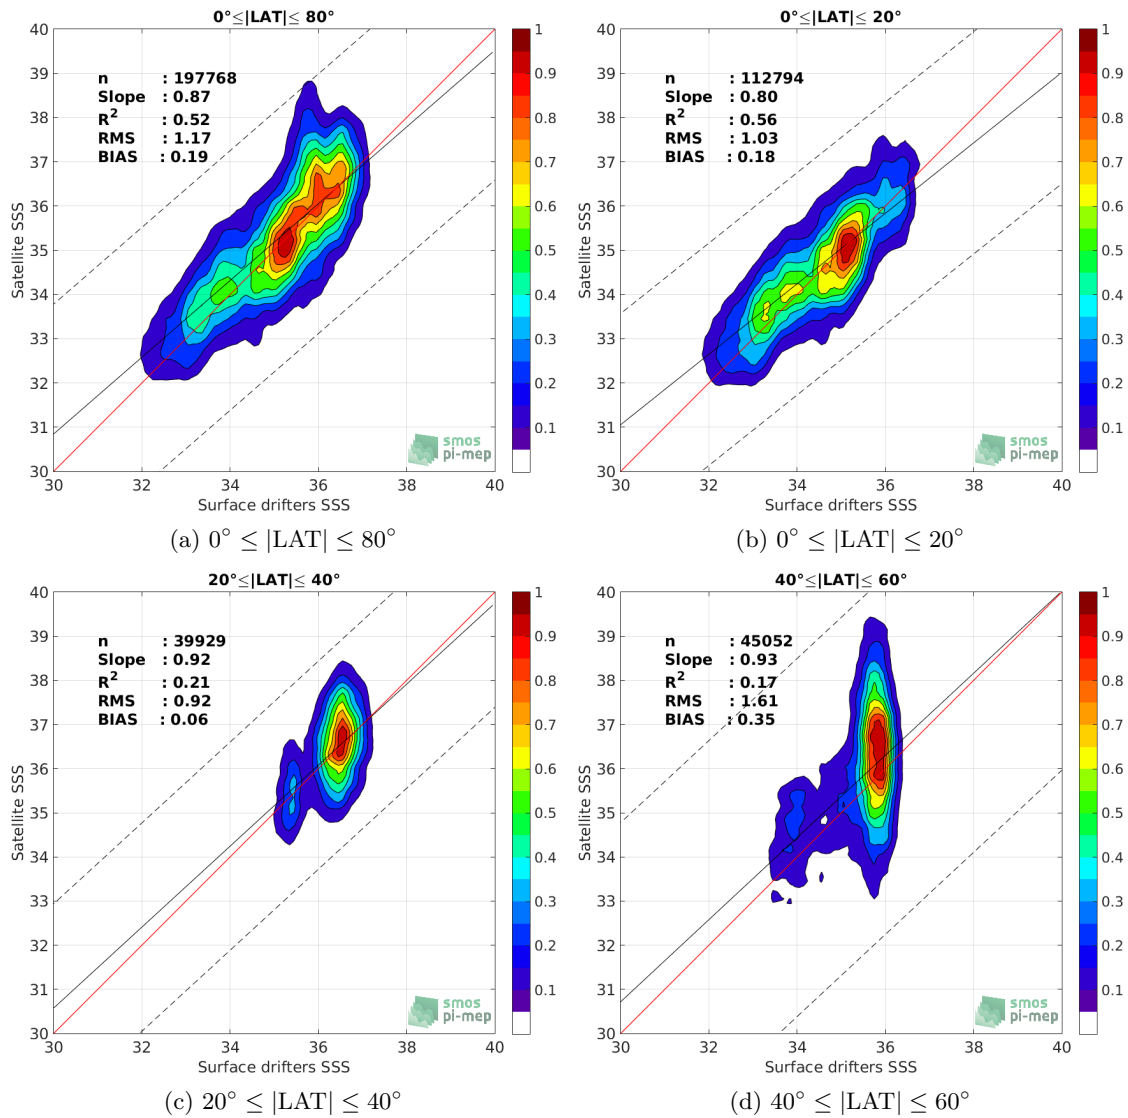 0°≤|LAT|≤ 80°
n : 197768
Slope : 0.87
R² : 0.52
RMS : 1.17
BIAS : 0.19
Satellite SSS
40
39
38
37
36
35
34
33
32
31
30
30 32 34 36 38 40
Surface drifters SSS
1
0.9
0.8
0.7
0.6
0.5
0.4
0.3
0.2
0.1
smos
pi-mep
(a) 0° ≤ |LAT| ≤ 80°
0°≤|LAT|≤ 20°
n : 112794
Slope : 0.80
R² : 0.56
RMS : 1.03
BIAS : 0.18
Satellite SSS
40
39
38
37
36
35
34
33
32
31
30
30 32 34 36 38 40
Surface drifters SSS
1
0.9
0.8
0.7
0.6
0.5
0.4
0.3
0.2
0.1
smos
pi-mep
(b) 0° ≤ |LAT| ≤ 20°
20°≤|LAT|≤ 40°
n : 39929
Slope : 0.92
R² : 0.21
RMS : 0.92
BIAS : 0.06
Satellite SSS
40
39
38
37
36
35
34
33
32
31
30
30 32 34 36 38 40
Surface drifters SSS
1
0.9
0.8
0.7
0.6
0.5
0.4
0.3
0.2
0.1
smos
pi-mep
(c) 20° ≤ |LAT| ≤ 40°
40°≤|LAT|≤ 60°
n : 45052
Slope : 0.93
R² : 0.17
RMS : 1.61
BIAS : 0.35
Satellite SSS
40
39
38
37
36
35
34
33
32
31
30
30 32 34 36 38 40
Surface drifters SSS
1
0.9
0.8
0.7
0.6
0.5
0.4
0.3
0.2
0.1
smos
pi-mep
(d) 40° ≤ |LAT| ≤ 60°